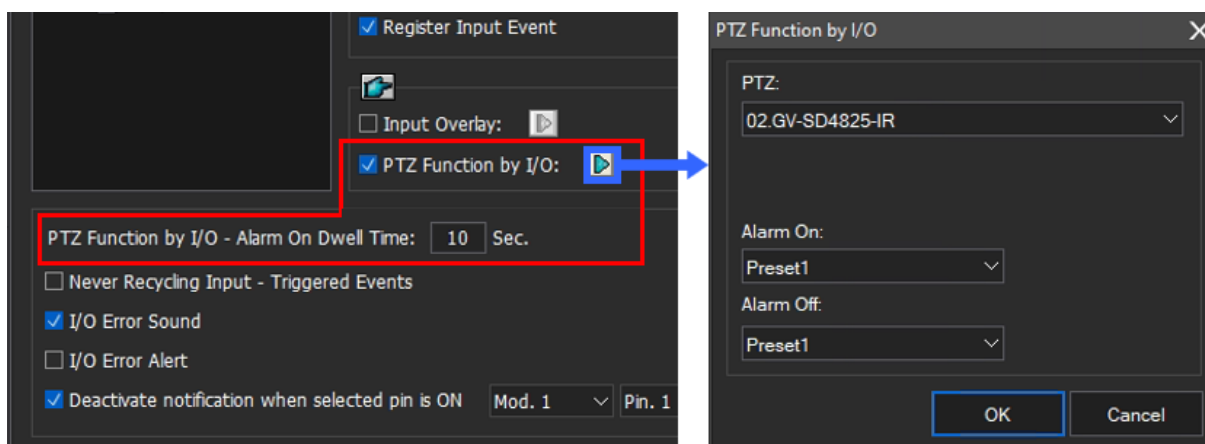 Register Input Event
Input Overlay:
PTZ Function by I/O:
PTZ Function by I/O - Alarm On Dwell Time: 10 Sec.
Never Recycling Input - Triggered Events
I/O Error Sound
I/O Error Alert
Deactivate notification when selected pin is ON Mod. 1 Pin. 1
PTZ Function by I/O
PTZ:
02.GV-SD4825-IR
Alarm On:
Preset1
Alarm Off:
Preset1
OK Cancel